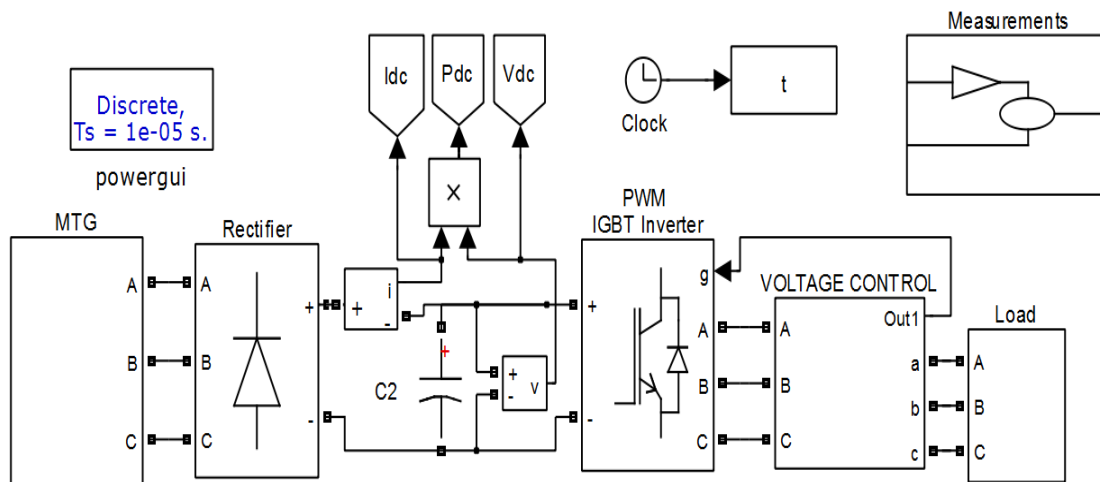 Measurements
Idc
Pdc
Vdc
t
Clock
Discrete,
Ts = 1e-05 s.
powergui
X
MTG
A
B
C
Rectifier
A
B
C
+
-
+
i
-
+
C2
+
-
v
PWM
IGBT Inverter
g
+
-
A
B
C
VOLTAGE CONTROL
Out1
A
B
C
a
b
c
Load
A
B
C